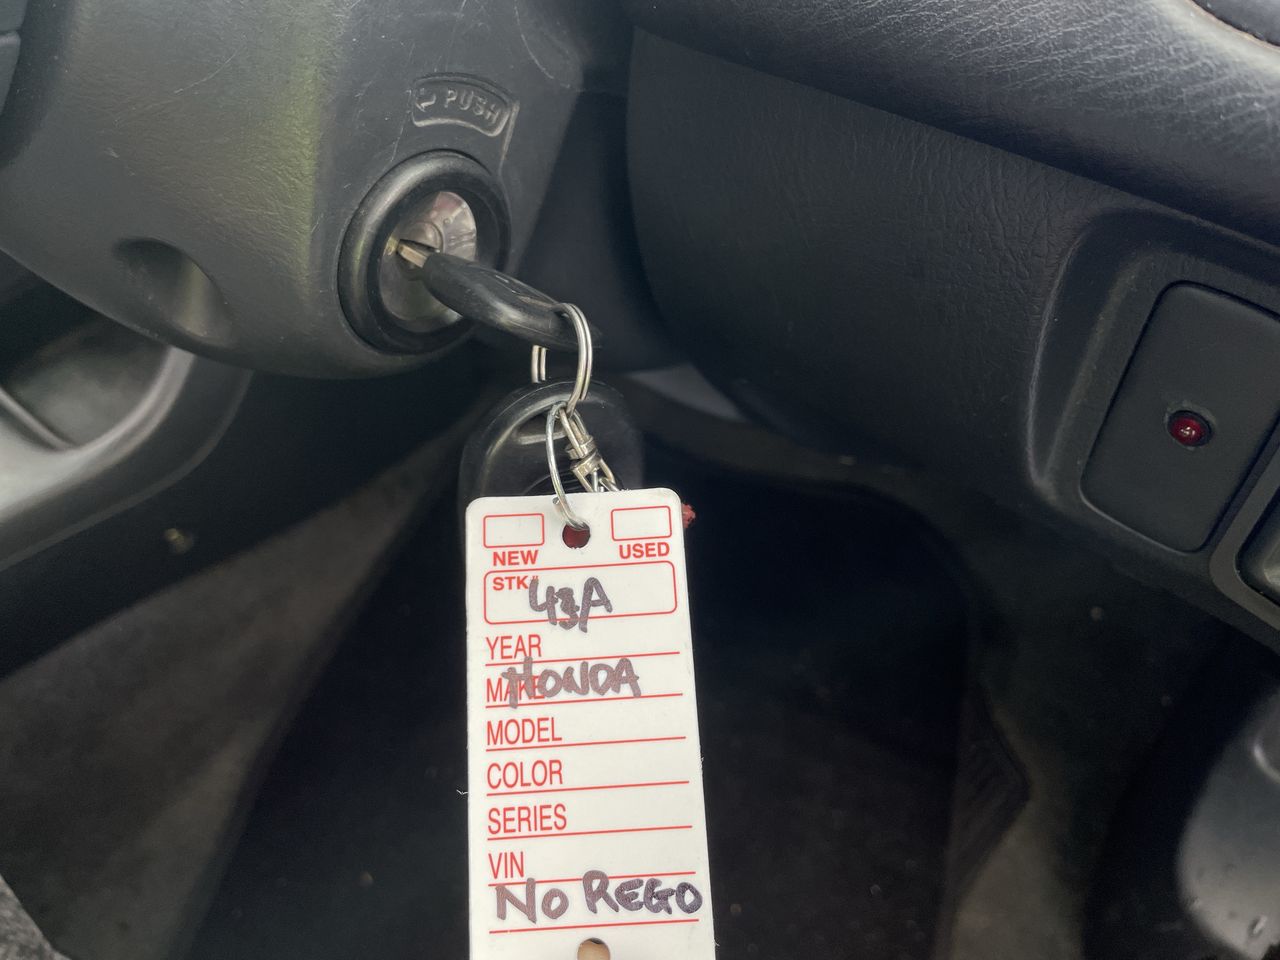 PUSH
NEW USED
STK# 43A
YEAR
MAKE HONDA
MODEL
COLOR
SERIES
VIN
NO REGO